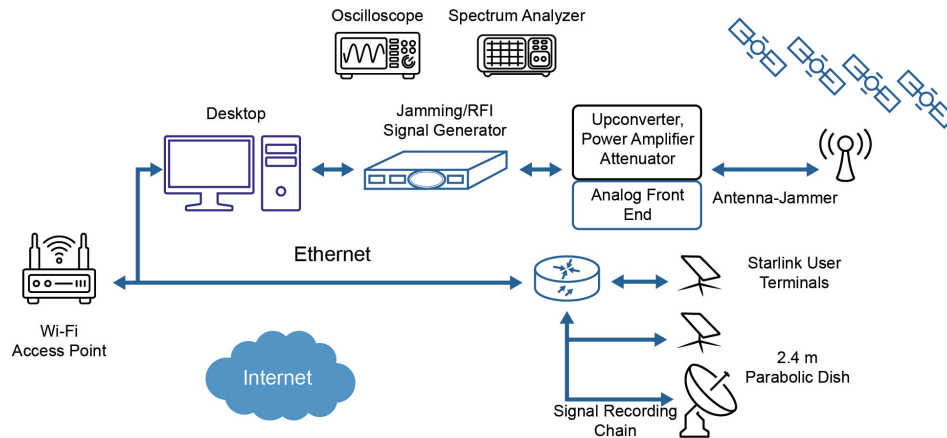 Oscilloscope
Spectrum Analyzer
Desktop
Jamming/RFI
Signal Generator
Upconverter,
Power Amplifier
Attenuator
Analog Front
End
Antenna-Jammer
Ethernet
Wi-Fi
Access Point
Internet
Starlink User
Terminals
2.4 m
Parabolic Dish
Signal Recording
Chain